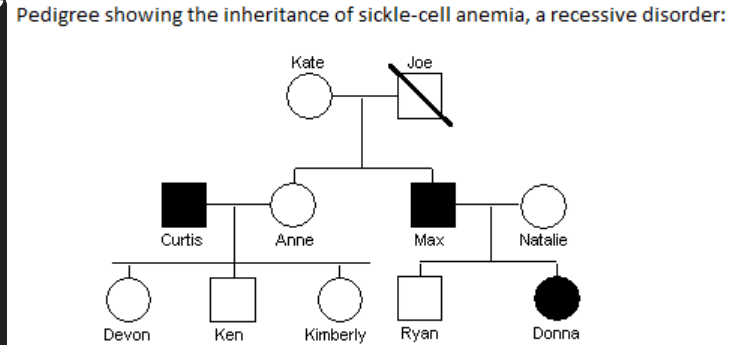 Pedigree showing the inheritance of sickle-cell anemia, a recessive disorder:
Kate Joe
Curtis Anne Max Natalie
Devon Ken Kimberly Ryan Donna